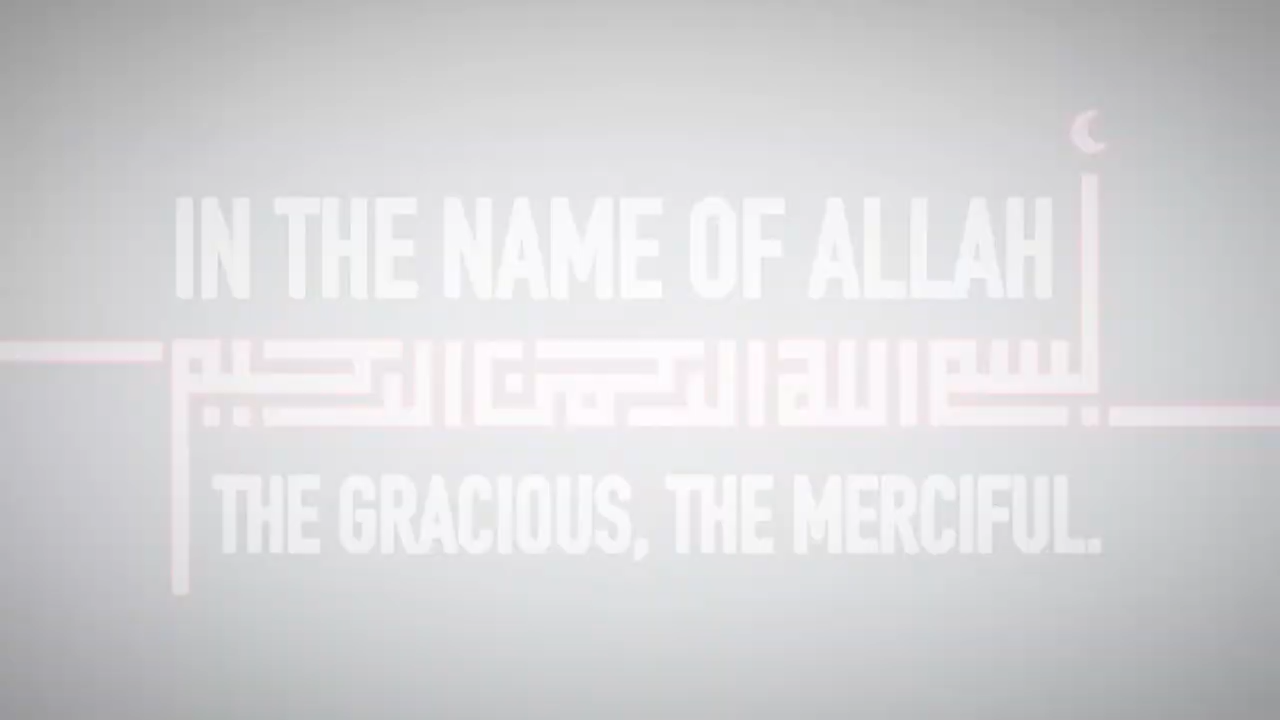 IN THE NAME OF ALLAH
بسم الله الرحمن الرحيم
THE GRACIOUS, THE MERCIFUL.